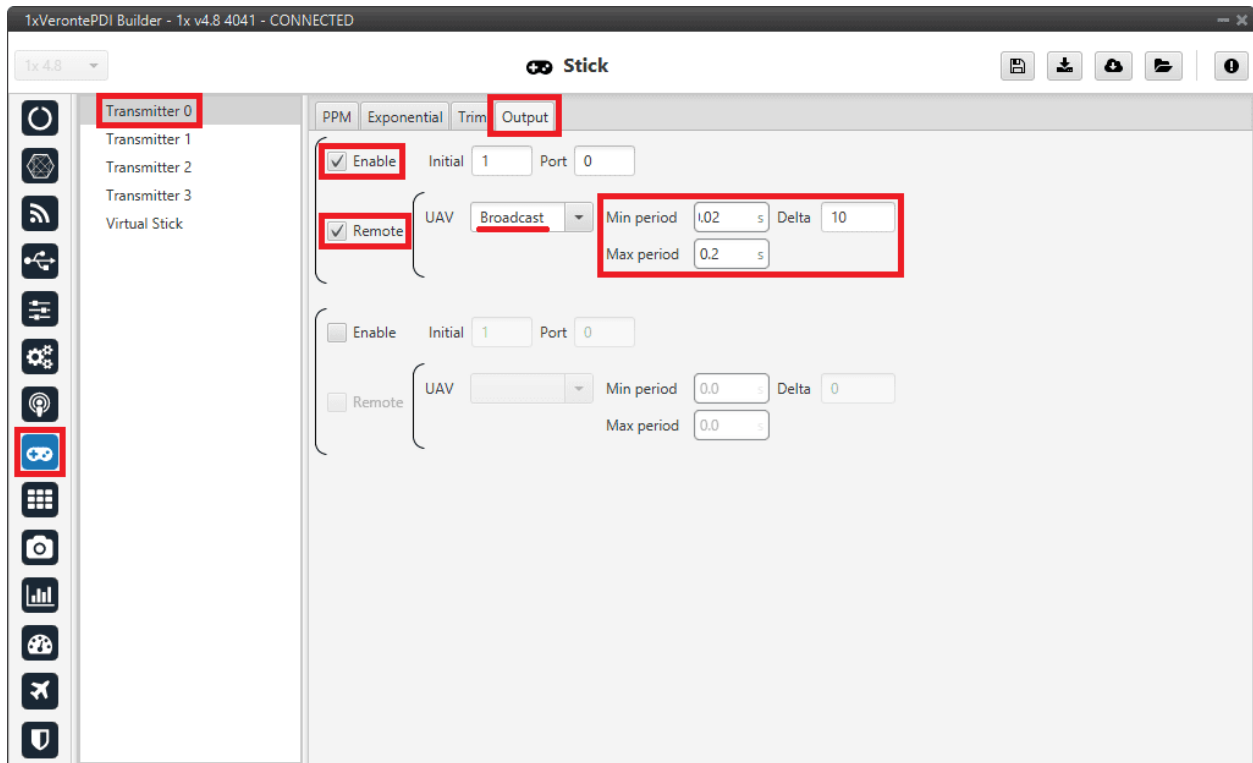 1xVerontePDI Builder - 1x v4.8 4041 - CONNECTED
1x 4.8
Stick
Transmitter 0
Transmitter 1
Transmitter 2
Transmitter 3
Virtual Stick
PPM Exponential Trim Output
Enable Initial 1 Port 0
Remote UAV Broadcast Min period .02 s Delta 10
Max period 0.2 s
Enable Initial 1 Port 0
Remote UAV Min period 0.0 s Delta 0
Max period 0.0 s